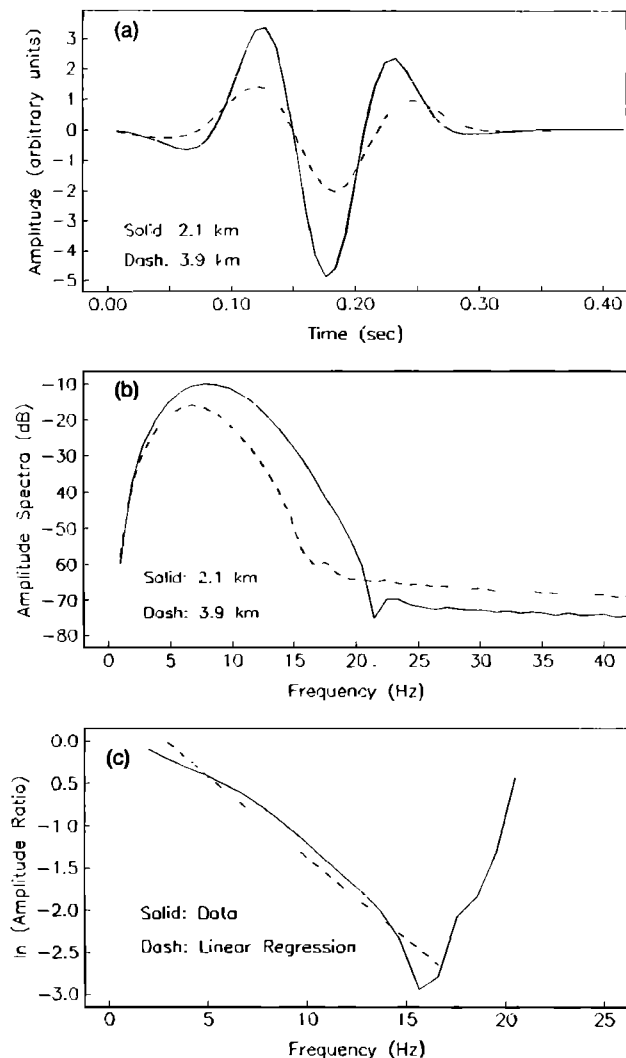 (a)
3
2
1
0
−1
−2
−3
−4
−5
Amplitude (arbitrary units)
Solid 2.1 km
Dash. 3.9 km
0.00 0.10 0.20 0.30 0.40
Time (sec)
(b)
−10
−20
−30
−40
−50
−60
−70
−80
Amplitude Spectra (dB)
Solid: 2.1 km
Dash: 3.9 km
0 5 10 15 20 25 30 35 40
Frequency (Hz)
(c)
0.0
0.5
−1.0
−1.5
−2.0
−2.5
−3.0
ln (Amplitude Ratio)
Solid: Data
Dash: Linear Regression
0 5 10 15 20 25
Frequency (Hz)